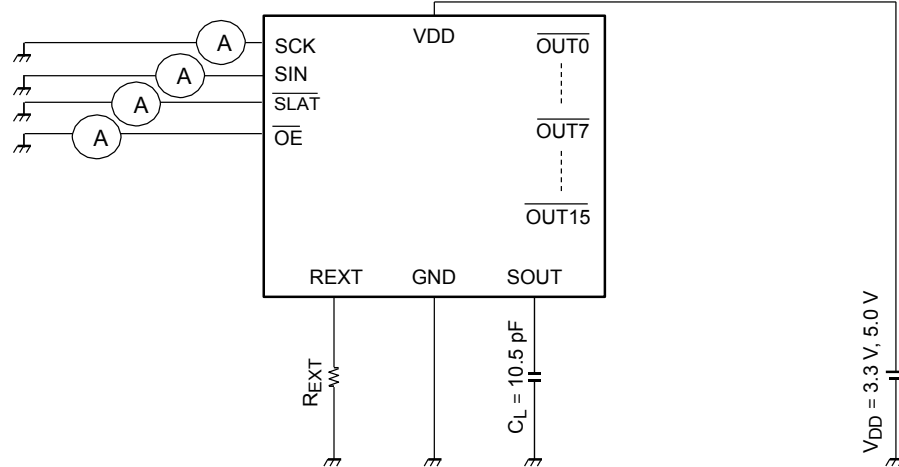 A SCK VDD OUT0
A SIN
A SLAT
A OE OUT7
OUT15
REXT GND SOUT
REXT
CL = 10.5 pF
VDD = 3.3 V, 5.0 V